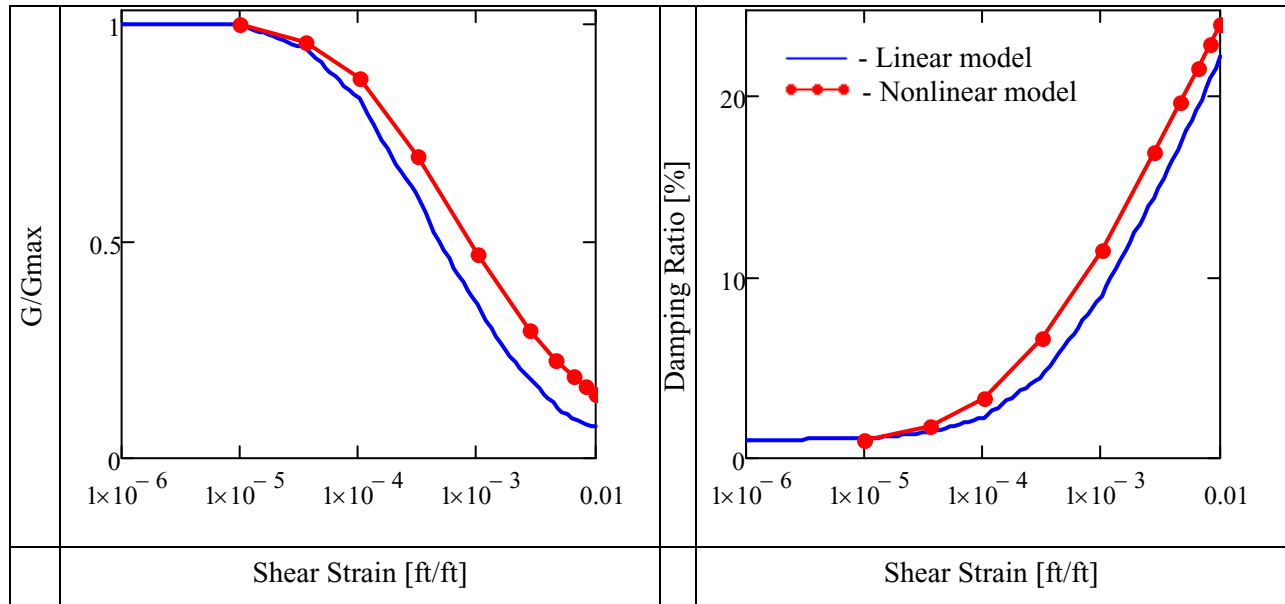 1
0.5
0
1×10⁻⁶ 1×10⁻⁵ 1×10⁻⁴ 1×10⁻³ 0.01
G/Gmax
Shear Strain [ft/ft]
- Linear model
- Nonlinear model
20
10
0
1×10⁻⁶ 1×10⁻⁵ 1×10⁻⁴ 1×10⁻³ 0.01
Damping Ratio [%]
Shear Strain [ft/ft]